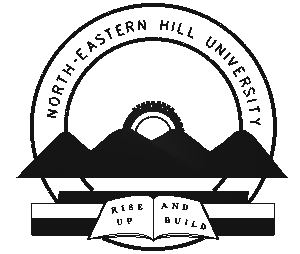 NORTH-EASTERN HILL UNIVERSITY
RISE UP
AND BUILD